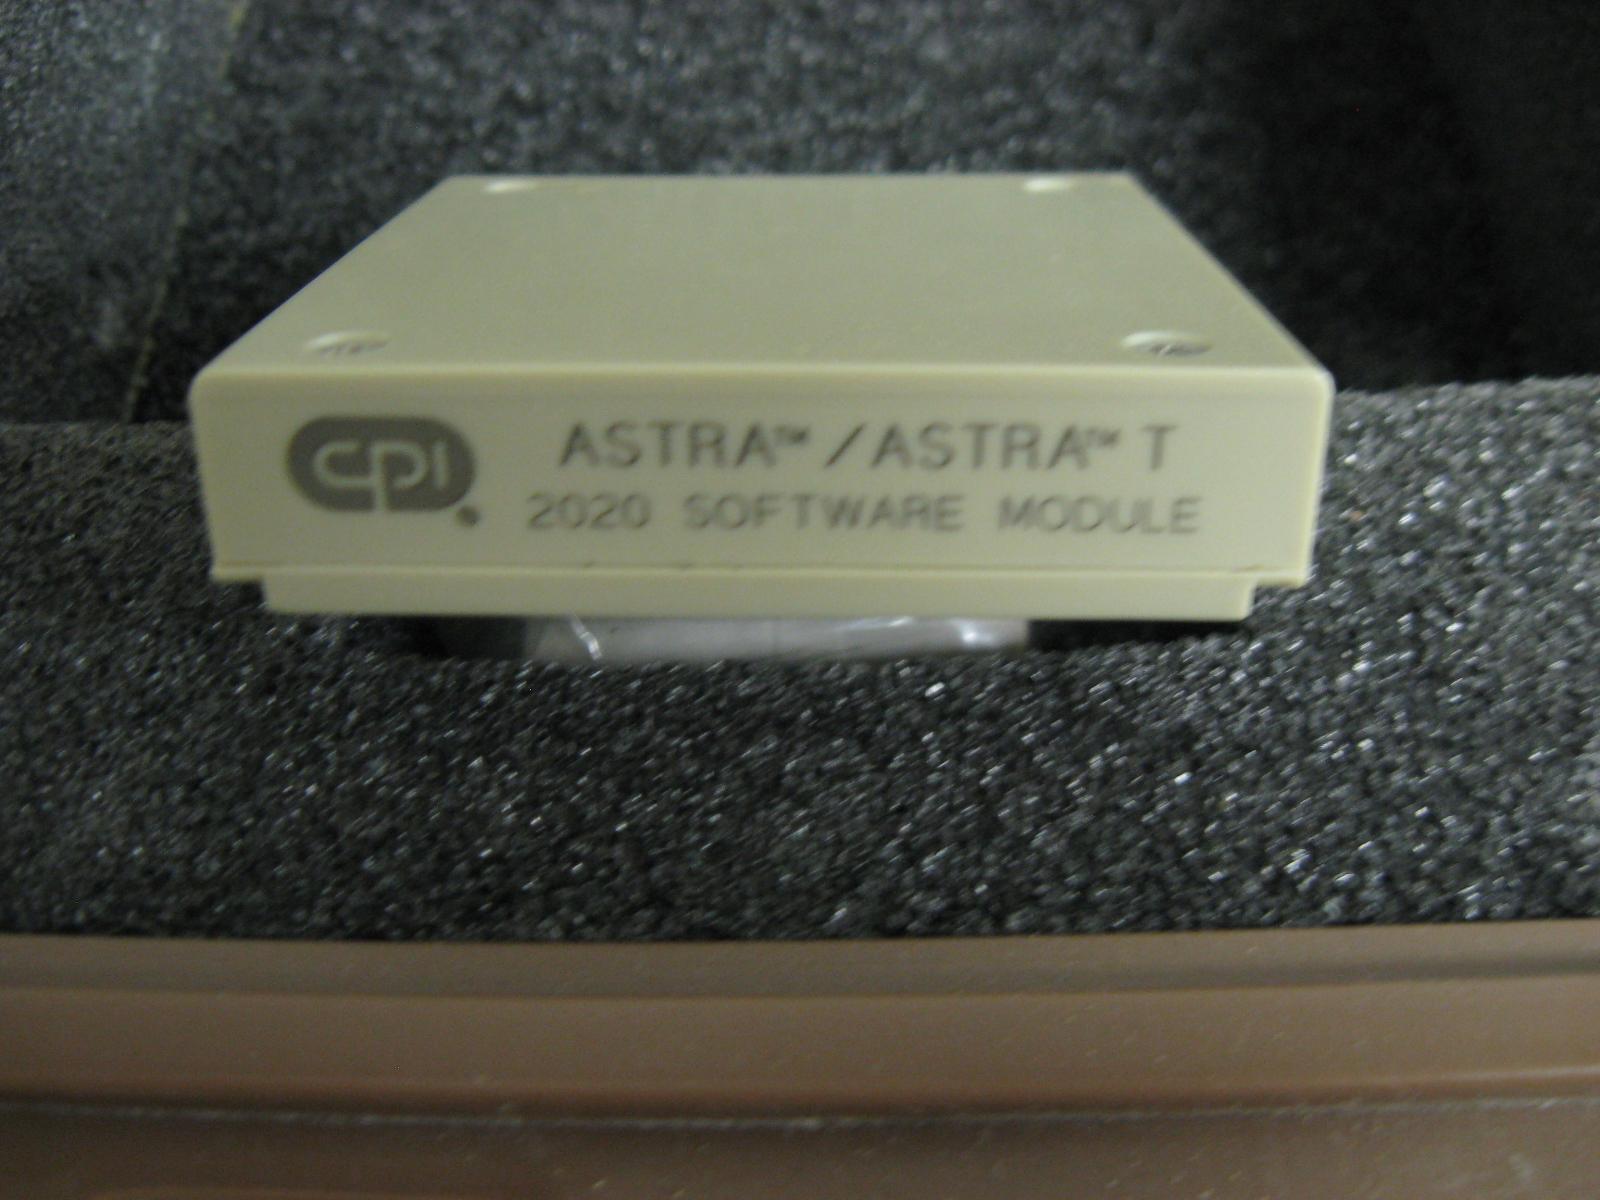 CPI ASTRA™/ASTRA™ T
2020 SOFTWARE MODULE